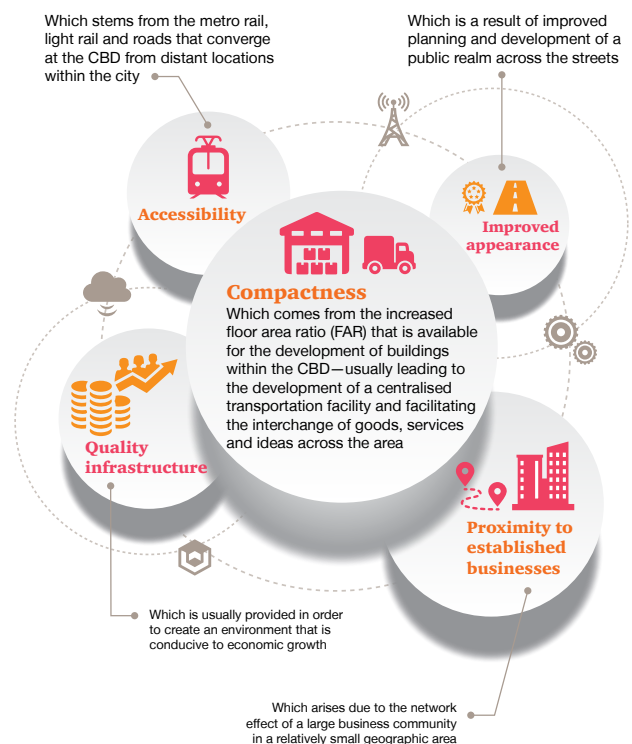 Which stems from the metro rail,
light rail and roads that converge
at the CBD from distant locations
within the city
Which is a result of improved
planning and development of a
public realm across the streets
Accessibility
Improved
appearance
Compactness
Which comes from the increased
floor area ratio (FAR) that is available
for the development of buildings
within the CBD—usually leading to
the development of a centralised
transportation facility and facilitating
the interchange of goods, services
and ideas across the area
Quality
infrastructure
Proximity to
established
businesses
Which is usually provided in order
to create an environment that is
conducive to economic growth
Which arises due to the network
effect of a large business community
in a relatively small geographic area